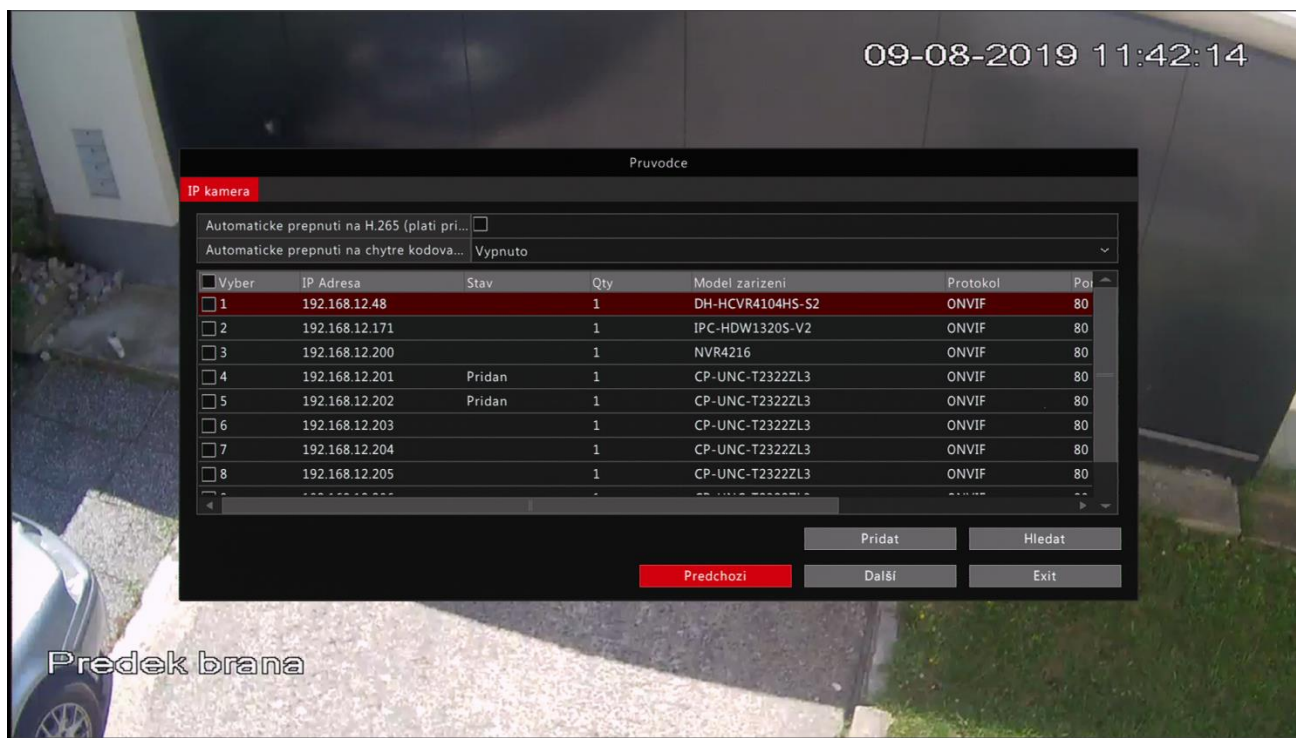 09-08-2019 11:42:14
Pruvodce
IP kamera
Automaticke prepnuti na H.265 (plati pri...
Automaticke prepnuti na chytre kodova... Vypnuto
Vyber IP Adresa Stav Qty Model zarizeni Protokol
1 192.168.12.48 1 DH-HCVR4104HS-S2 ONVIF 80
2 192.168.12.171 1 IPC-HDW1320S-V2 ONVIF 80
3 192.168.12.200 1 NVR4216 ONVIF 80
4 192.168.12.201 Pridan 1 CP-UNC-T2322ZL3 ONVIF 80
5 192.168.12.202 Pridan 1 CP-UNC-T2322ZL3 ONVIF 80
6 192.168.12.203 1 CP-UNC-T2322ZL3 ONVIF 80
7 192.168.12.204 1 CP-UNC-T2322ZL3 ONVIF 80
8 192.168.12.205 1 CP-UNC-T2322ZL3 ONVIF 80
Pridat Hledat
Predchozi Další Exit
Predek brana